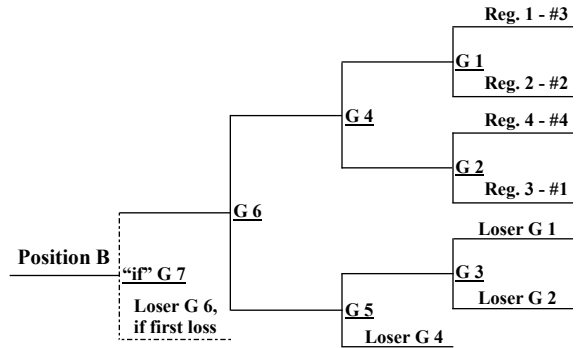 Reg. 1 - #3
G 1
Reg. 2 - #2
G 4
Reg. 4 - #4
G 2
Reg. 3 - #1
G 6
Loser G 1
Position B
“if” G 7
G 3
Loser G 6,
if first loss
Loser G 2
G 5
Loser G 4